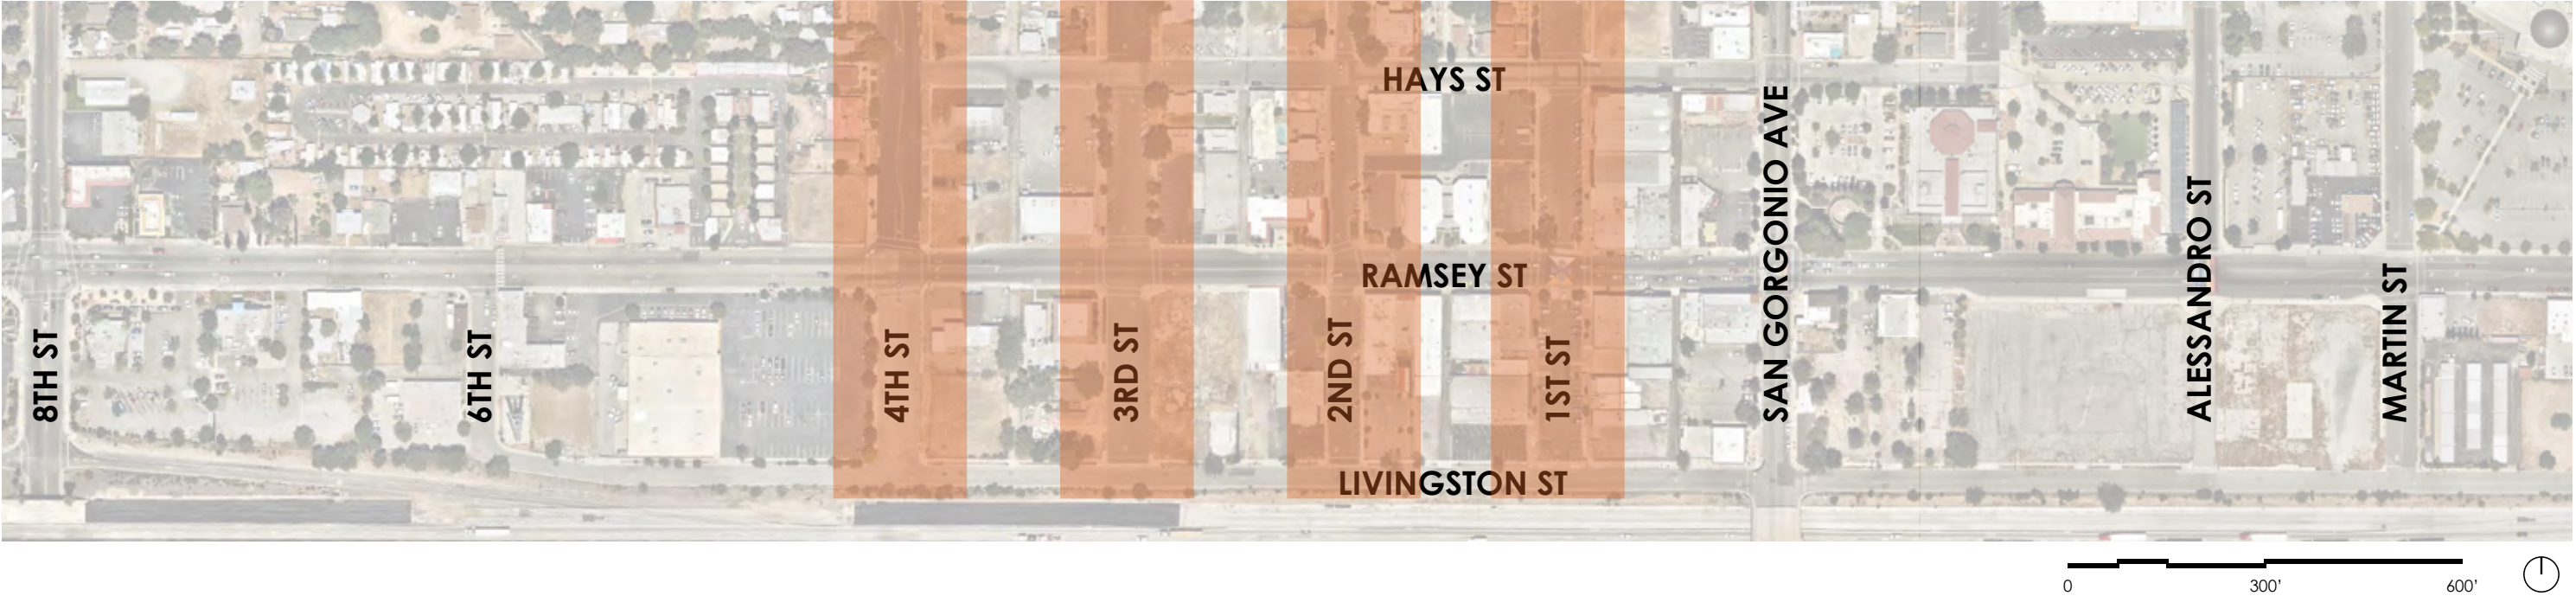 HAYS ST
RAMSEY ST
LIVINGSTON ST
8TH ST
6TH ST
4TH ST
3RD ST
2ND ST
1ST ST
SAN GORGONIO AVE
ALESSANDRO ST
MARTIN ST
0 300' 600'